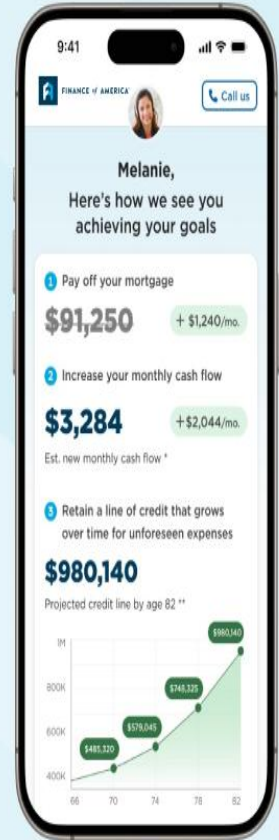 9:41
FINANCE of AMERICA
Call us
Melanie,
Here's how we see you
achieving your goals
1 Pay off your mortgage
$91,250
+ $1,240/mo.
2 Increase your monthly cash flow
$3,284
+$2,044/mo.
Est. new monthly cash flow *
3 Retain a line of credit that grows
over time for unforeseen expenses
$980,140
Projected credit line by age 82 **
1M
800K
600K
400K
$485,320
$579,045
$745,325
$980,140
66 70 74 78 82